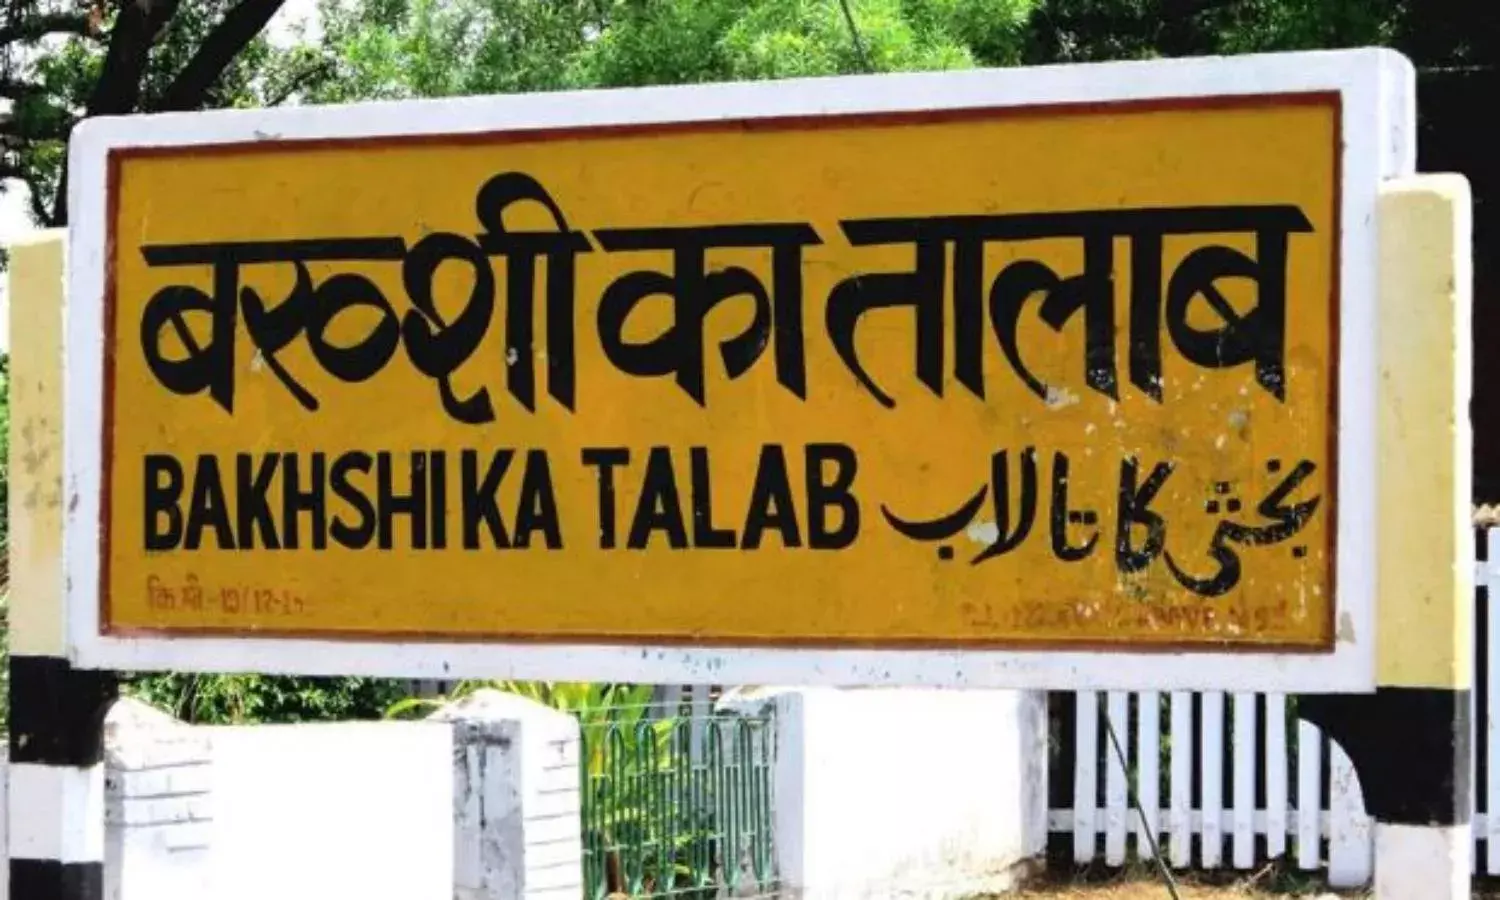 बख्शी का तालाब
BAKHSHI KA TALAB بخشی کا تالاب
कि.मी.